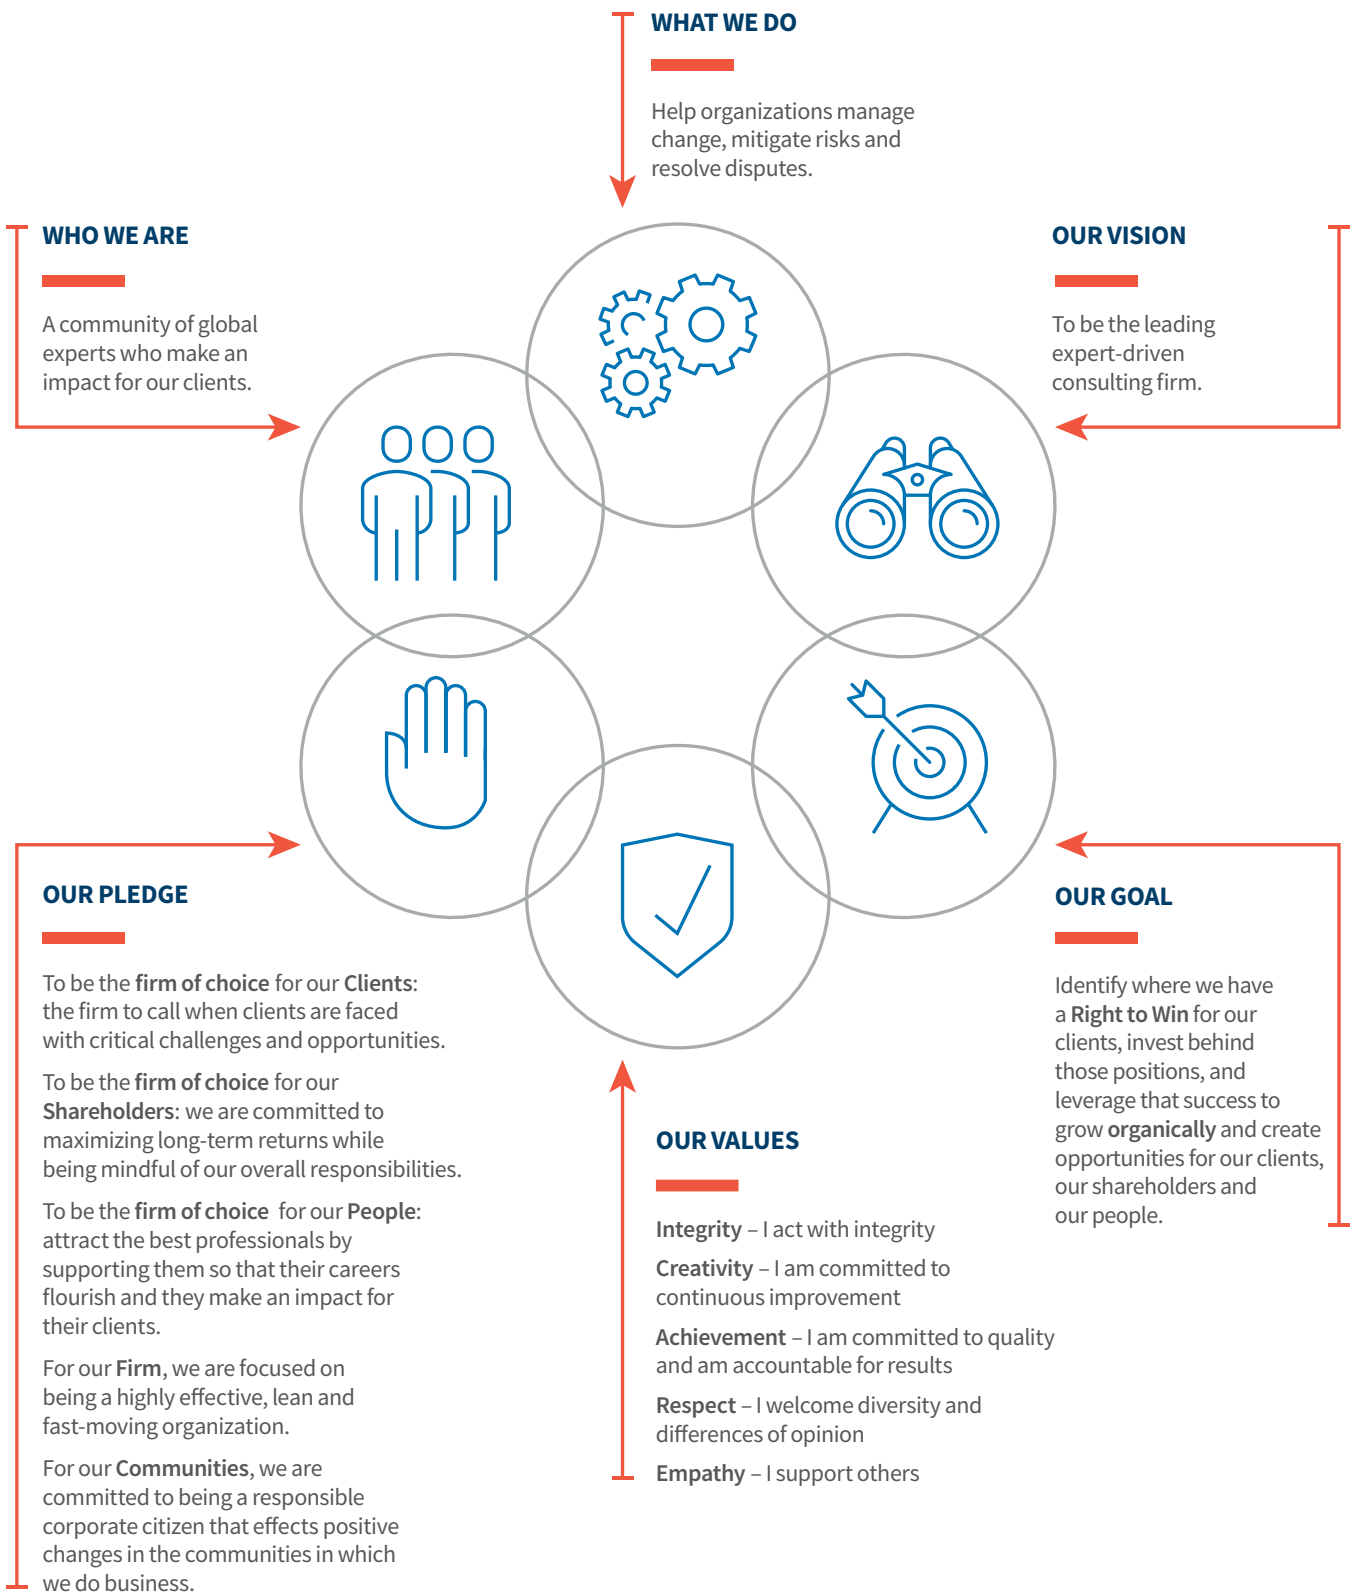 WHAT WE DO
Help organizations manage
change, mitigate risks and
resolve disputes.
WHO WE ARE
A community of global
experts who make an
impact for our clients.
OUR VISION
To be the leading
expert-driven
consulting firm.
OUR PLEDGE
To be the firm of choice for our Clients:
the firm to call when clients are faced
with critical challenges and opportunities.
To be the firm of choice for our
Shareholders: we are committed to
maximizing long-term returns while
being mindful of our overall responsibilities.
To be the firm of choice for our People:
attract the best professionals by
supporting them so that their careers
flourish and they make an impact for
their clients.
For our Firm, we are focused on
being a highly effective, lean and
fast-moving organization.
For our Communities, we are
committed to being a responsible
corporate citizen that effects positive
changes in the communities in which
we do business.
OUR VALUES
Integrity – I act with integrity
Creativity – I am committed to
continuous improvement
Achievement – I am committed to quality
and am accountable for results
Respect – I welcome diversity and
differences of opinion
Empathy – I support others
OUR GOAL
Identify where we have
a Right to Win for our
clients, invest behind
those positions, and
leverage that success to
grow organically and create
opportunities for our clients,
our shareholders and
our people.